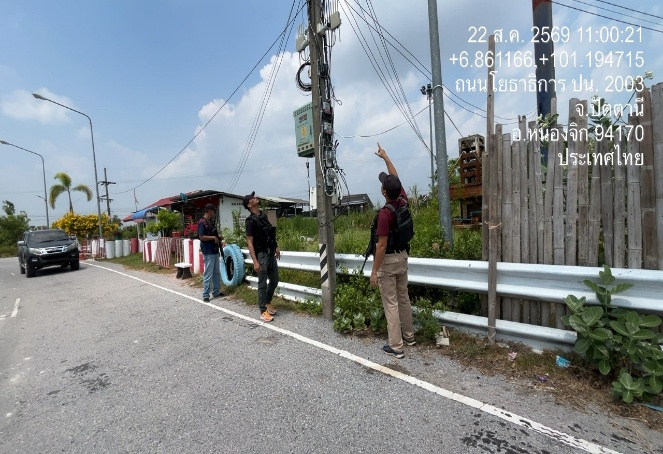 22 ส.ค. 2569 11:00:21
+6.861166,+101.194715
ถนนโยธาธิการ ปน. 2003
จ.ปัตตานี
อ.หนองจิก 94170
ประเทศไทย